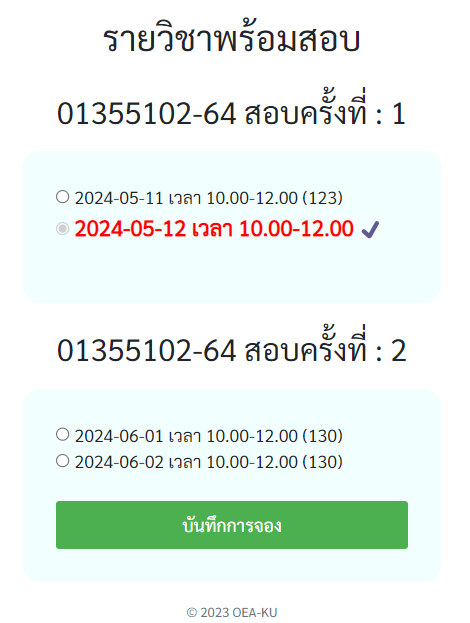 รายวิชาพร้อมสอบ
01355102-64 สอบครั้งที่ : 1
2024-05-11 เวลา 10.00-12.00 (123)
2024-05-12 เวลา 10.00-12.00
01355102-64 สอบครั้งที่ : 2
2024-06-01 เวลา 10.00-12.00 (130)
2024-06-02 เวลา 10.00-12.00 (130)
บันทึกการจอง
© 2023 OEA-KU